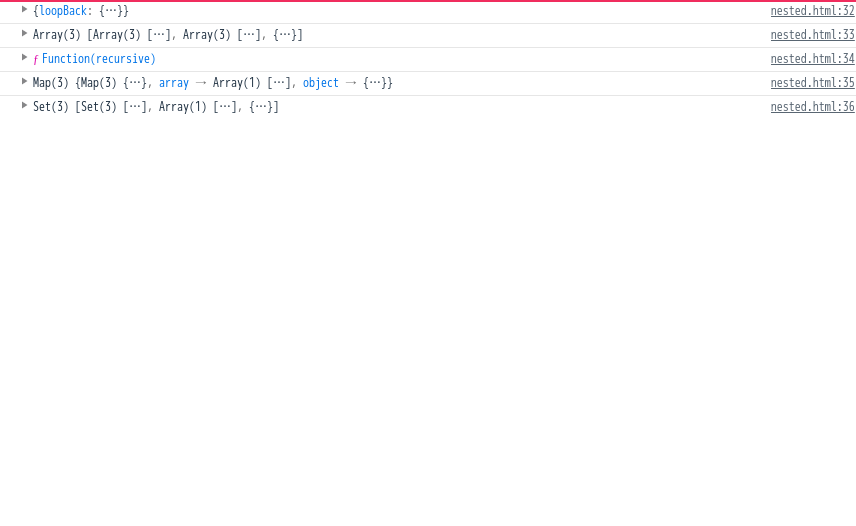 ▶ {loopBack: {⋯}} nested.html:32
▶ Array(3) [Array(3) [⋯], Array(3) [⋯], {⋯}] nested.html:33
▶ ƒ Function(recursive) nested.html:34
▶ Map(3) {Map(3) {⋯}, array → Array(1) [⋯], object → {⋯}} nested.html:35
▶ Set(3) [Set(3) [⋯], Array(1) [⋯], {⋯}] nested.html:36